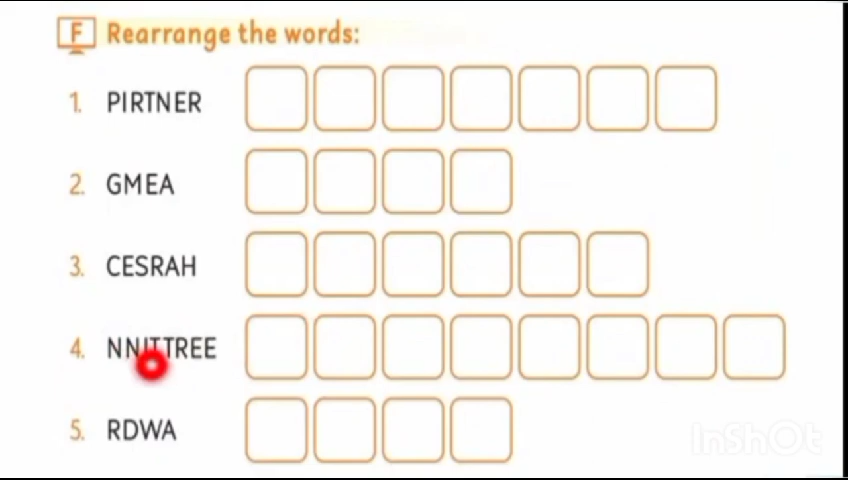 F Rearrange the words:
1. PIRTNER
2. GMEA
3. CESRAH
4. NNITTREE
5. RDWA
InShOt